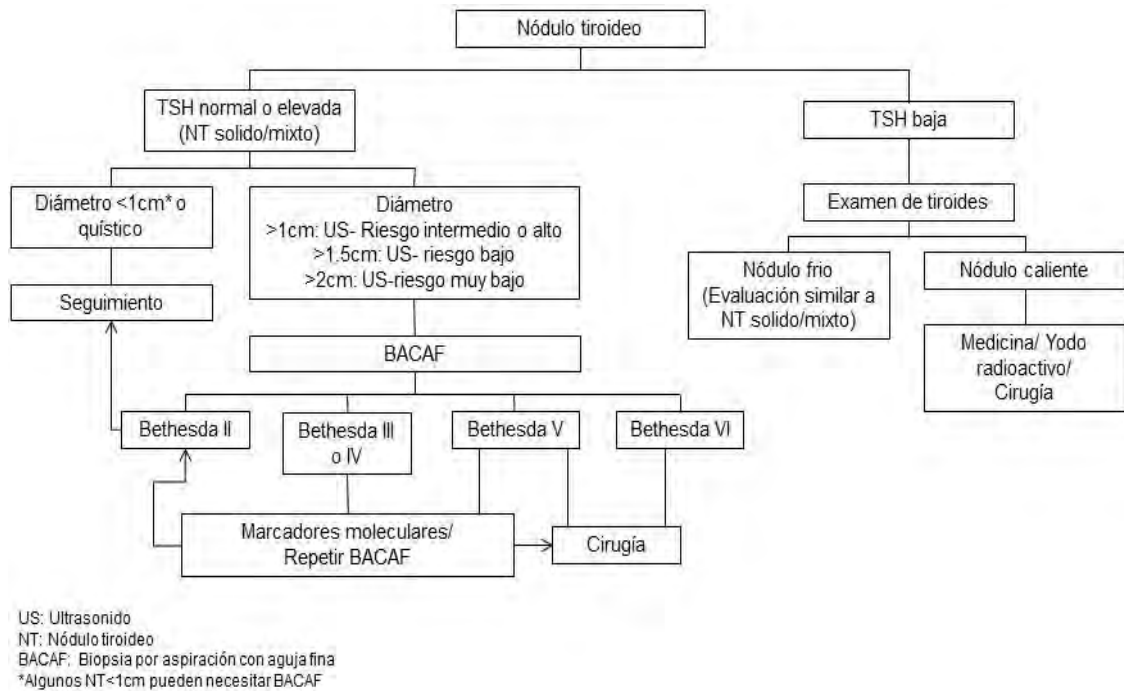 Nódulo tiroideo
TSH normal o elevada
(NT solido/mixto)
TSH baja
Diámetro <1cm* o
quístico
Diámetro
>1cm: US- Riesgo intermedio o alto
>1.5cm: US- riesgo bajo
>2cm: US-riesgo muy bajo
Examen de tiroides
Seguimiento
Nódulo frio
(Evaluación similar a
NT solido/mixto)
Nódulo caliente
Medicina/ Yodo
radioactivo/
Cirugía
BACAF
Bethesda II
Bethesda III
o IV
Bethesda V
Bethesda VI
Marcadores moleculares/
Repetir BACAF
Cirugía
US: Ultrasonido
NT: Nódulo tiroideo
BACAF: Biopsia por aspiración con aguja fina
*Algunos NT<1cm pueden necesitar BACAF